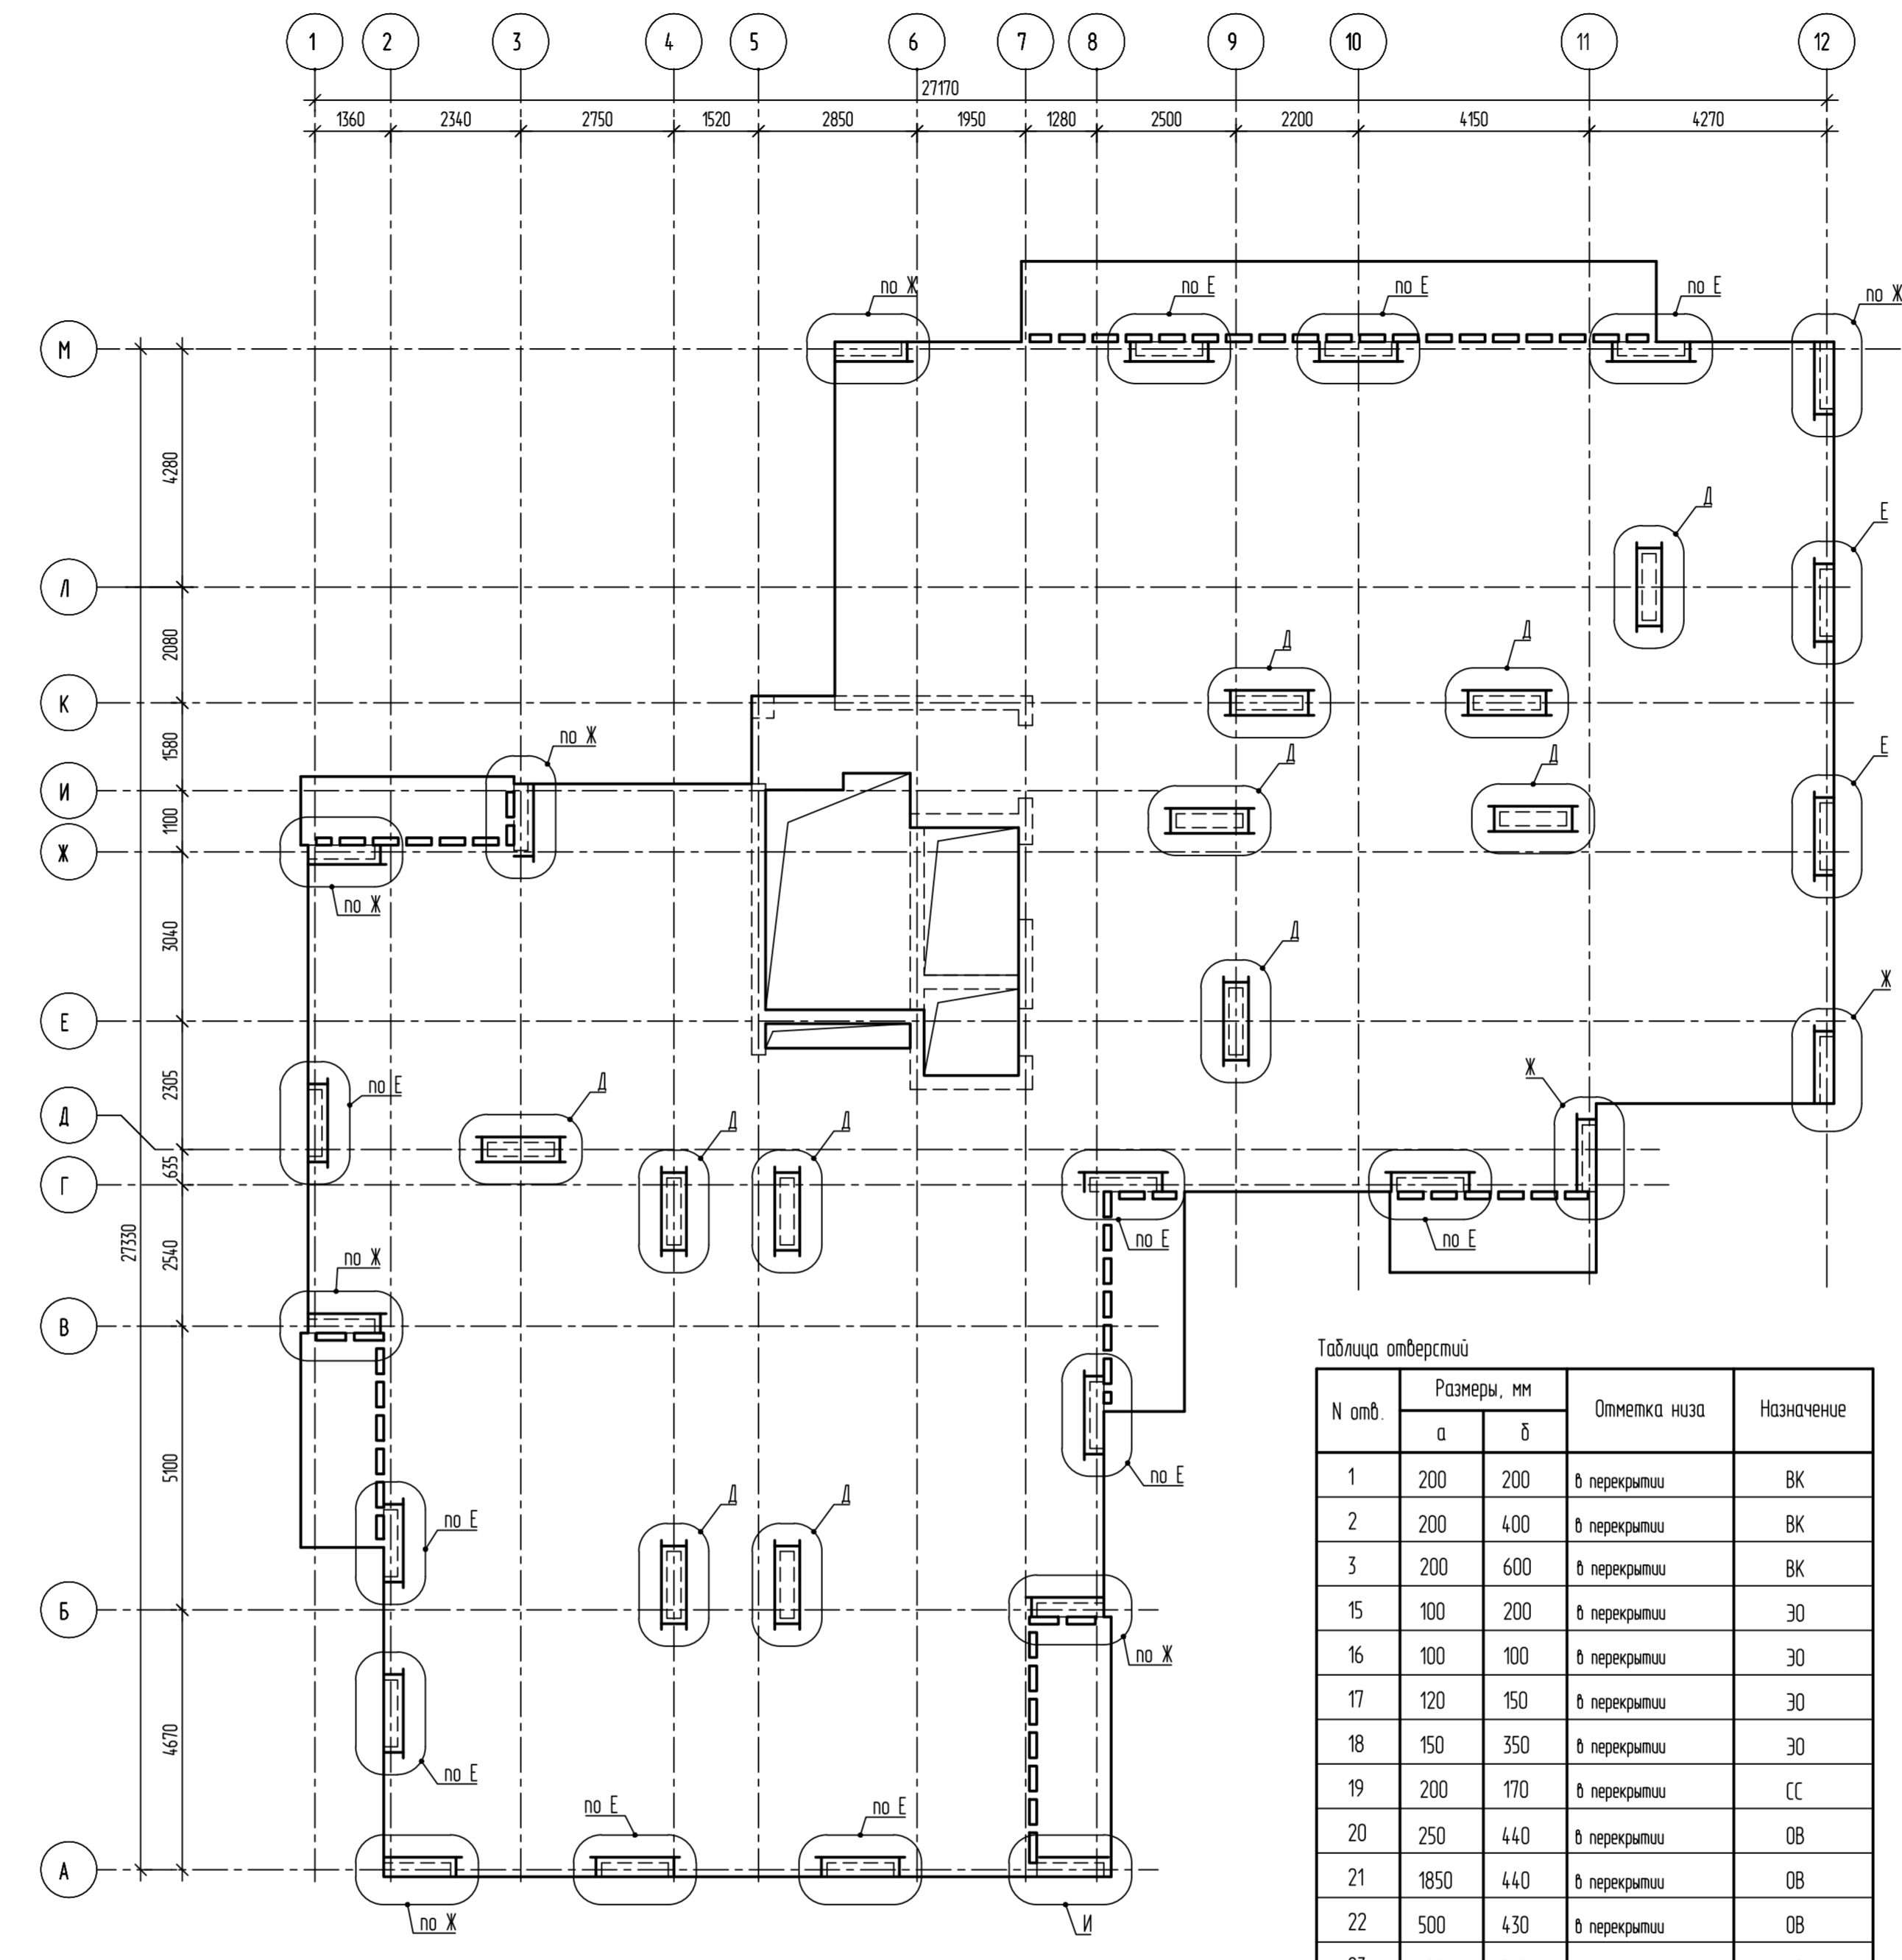 1 2 3 4 5 6 7 8 9 10 11 12
27170
1360 2340 2750 1520 2850 1950 1280 2500 2200 4150 4270
по Ж по Е по Е по Е по Ж
М
4280
Д Е
Л
2080
Д Д
К
1580
по Ж Д Д Е
И
1100
Ж
по Ж
3040
Д
Е
Ж
2305
Ж
по Е Д Д Д
Д
635
Г
27330
2540
по Ж по Е по Е
В
5100
по Е
по Е Д Д
Б
по Ж
4670
по Е
по Е по Е
А
по Ж И
Таблица отверстий
N отв. Размеры, мм Отметка низа Назначение
а б
1 200 200 в перекрытии ВК
2 200 400 в перекрытии ВК
3 200 600 в перекрытии ВК
15 100 200 в перекрытии ЭО
16 100 100 в перекрытии ЭО
17 120 150 в перекрытии ЭО
18 150 350 в перекрытии ЭО
19 200 170 в перекрытии СС
20 250 440 в перекрытии ОВ
21 1850 440 в перекрытии ОВ
22 500 430 в перекрытии ОВ